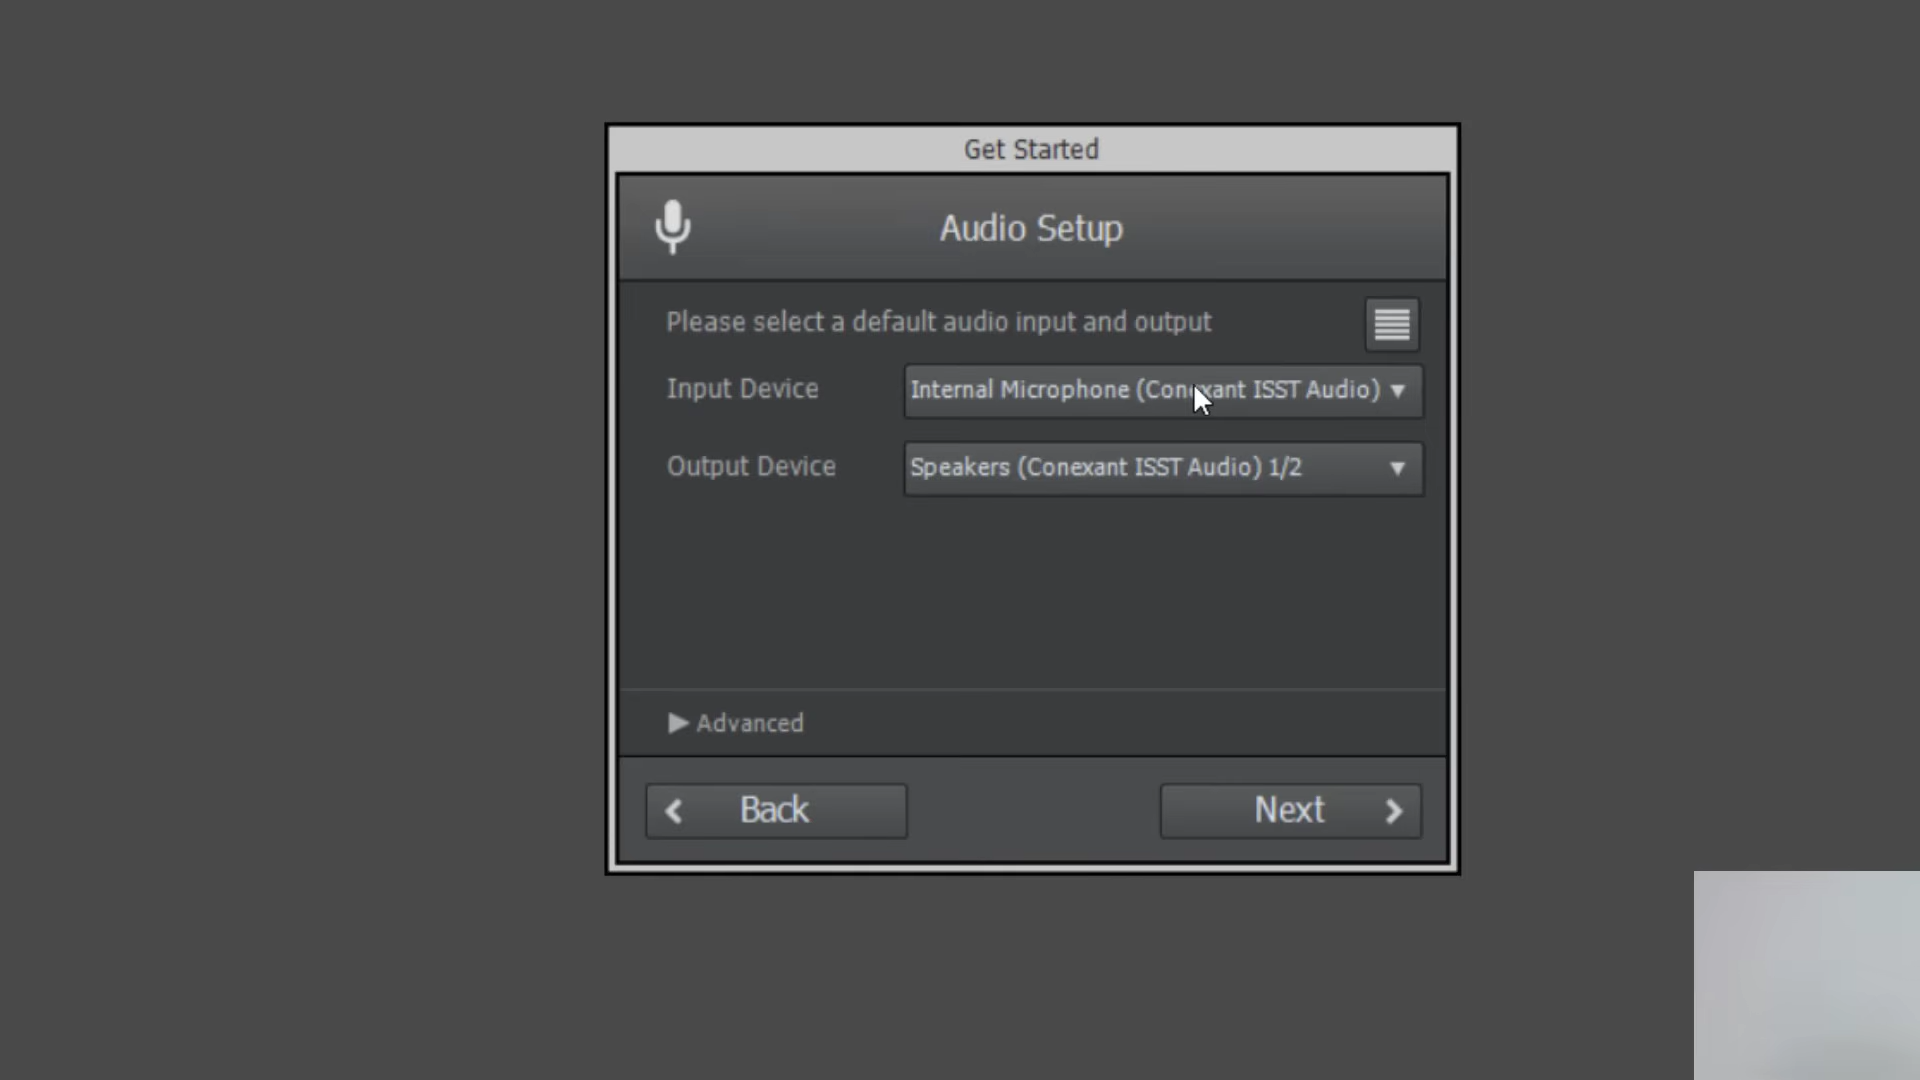 Get Started
Audio Setup
Please select a default audio input and output
Input Device
Internal Microphone (Conexant ISST Audio)
Output Device
Speakers (Conexant ISST Audio) 1/2
Advanced
Back
Next